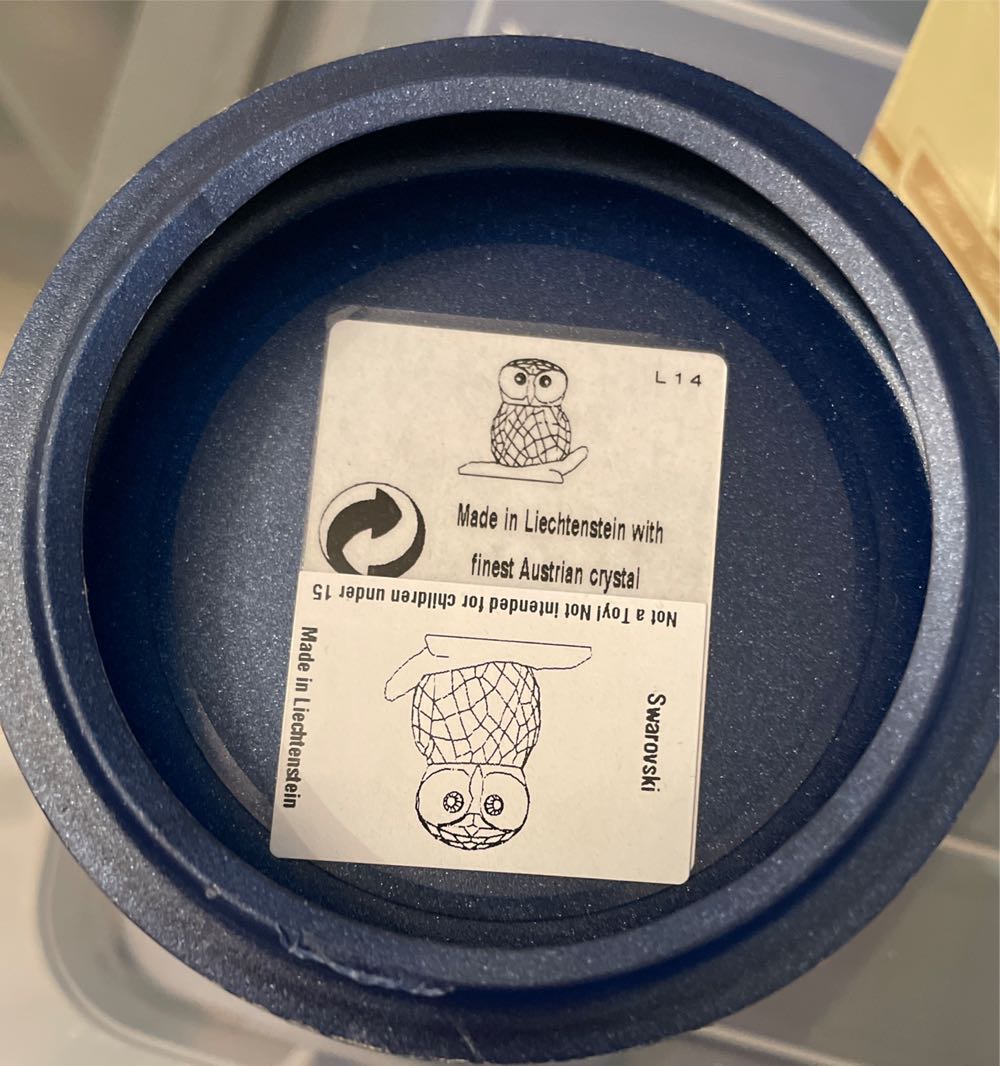 L 14
Made in Liechtenstein with
finest Austrian crystal
Not a Toy! Not intended for children under 15
Made in Liechtenstein
Swarovski